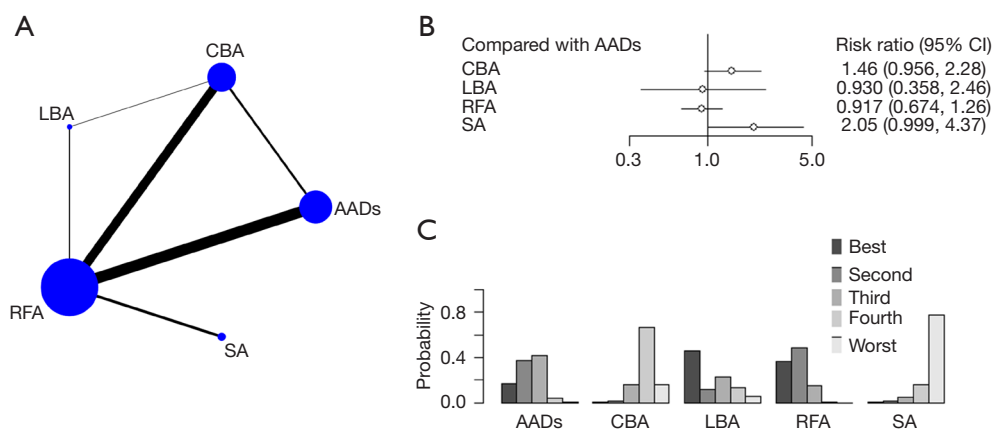 A
CBA
LBA
AADs
RFA
SA
B
Compared with AADs Risk ratio (95% CI)
CBA 1.46 (0.956, 2.28)
LBA 0.930 (0.358, 2.46)
RFA 0.917 (0.674, 1.26)
SA 2.05 (0.999, 4.37)
0.3 1.0 5.0
C
Best
Second
Third
Fourth
Worst
Probability
0.8
0.4
0.0
AADs CBA LBA RFA SA